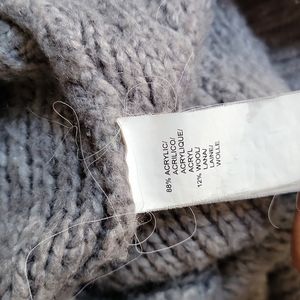 88% ACRYLIC/
ACRILICO/
ACRYLIQUE/
ACRYL
12% WOOL/
LANA/
LAINE/
WOLLE